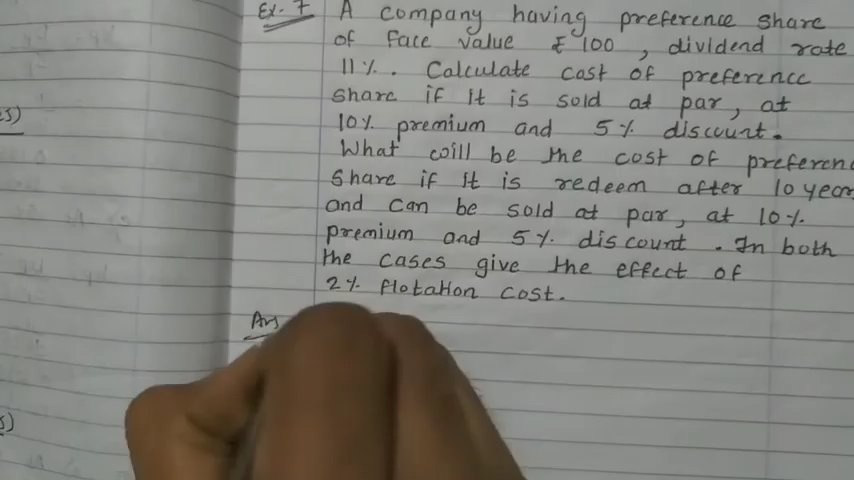 Ex. 7 A company having preference share
of face value ₹ 100, dividend rate
11%. Calculate cost of preference
share if it is sold at par, at
10% premium and 5% discount.
What will be the cost of preferenc
share if it is redeem after 10 year
and can be sold at par, at 10%
premium and 5% discount. In both
the cases give the effect of
2% flotation cost.
Ans